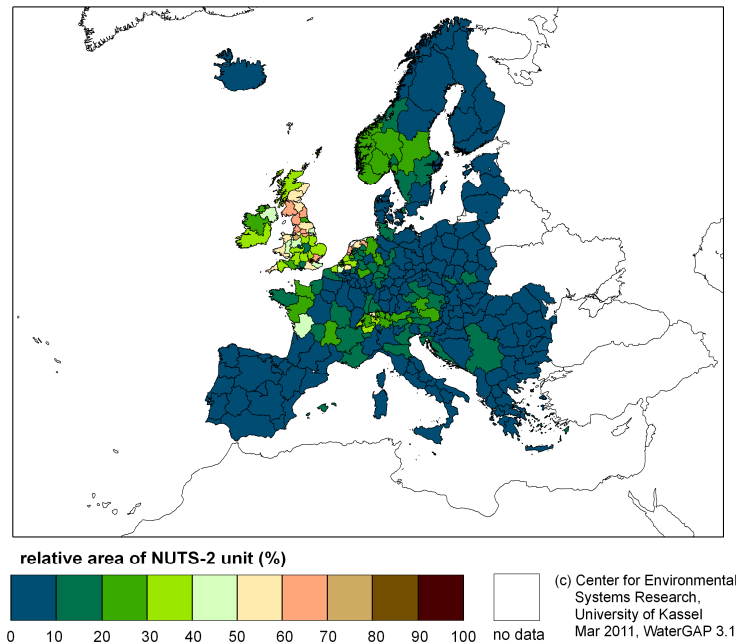 relative area of NUTS-2 unit (%)
0 10 20 30 40 50 60 70 80 90 100
no data
(c) Center for Environmental
Systems Research,
University of Kassel
Mar 2011, WaterGAP 3.1